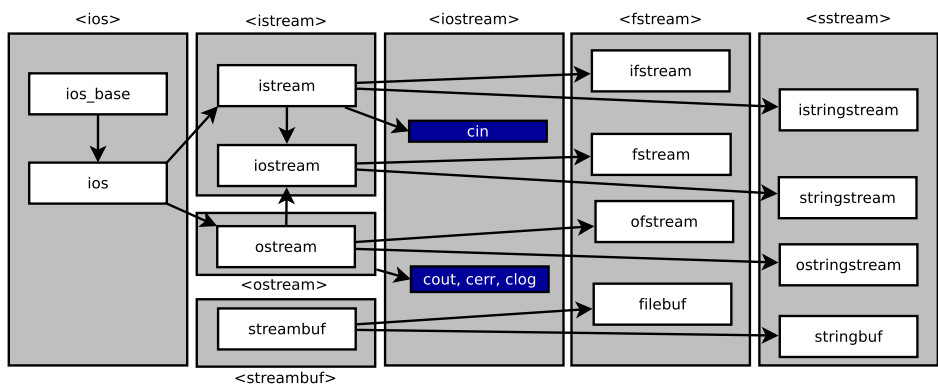 <ios>
<istream>
<iostream>
<fstream>
<sstream>
ios_base
ios
istream
iostream
ostream
<ostream>
streambuf
<streambuf>
cin
cout, cerr, clog
ifstream
fstream
ofstream
filebuf
istringstream
stringstream
ostringstream
stringbuf